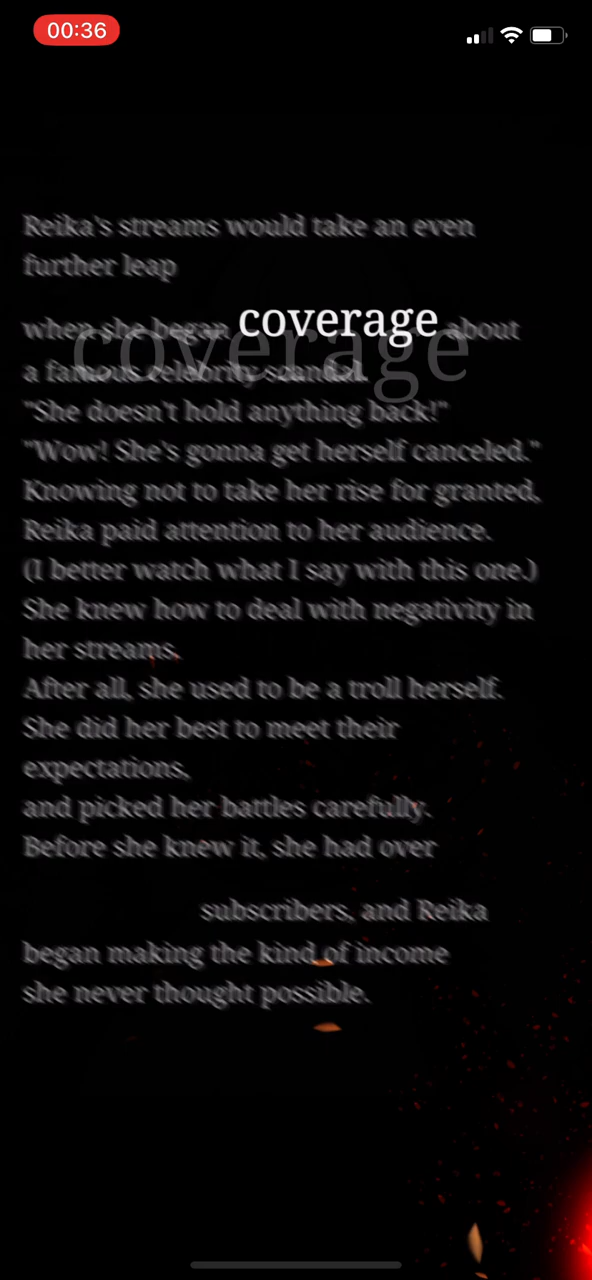 00:36
Reika's streams would take an even
further leap
when she began coverage about
coverage
a famous celebrity scandal.
"She doesn't hold anything back!"
"Wow! She's gonna get herself canceled."
Knowing not to take her rise for granted,
Reika paid attention to her audience.
(I better watch what I say with this one.)
She knew how to deal with negativity in
her streams.
After all, she used to be a troll herself.
She did her best to meet their
expectations,
and picked her battles carefully.
Before she knew it, she had over
subscribers, and Reika
began making the kind of income
she never thought possible.